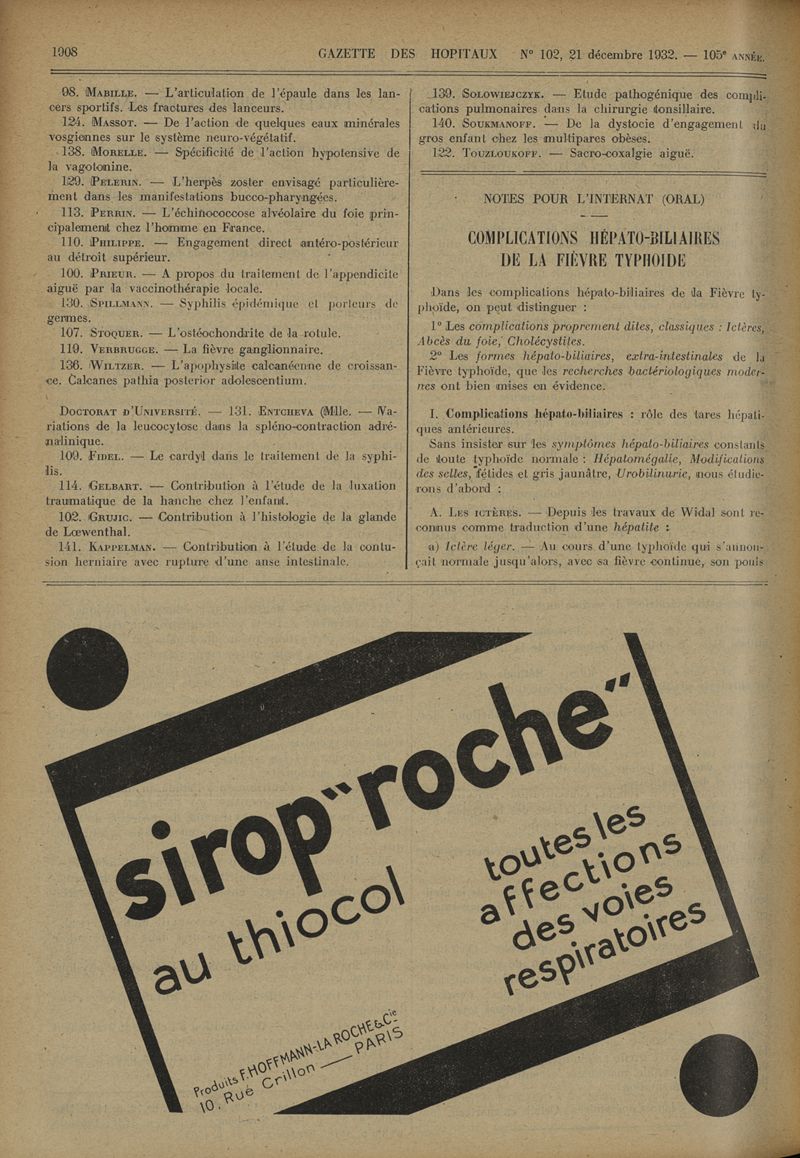 1908
GAZETTE DES HOPITAUX N° 102, 21 décembre 1932. — 105e ANNÉE.
98. MABILLE. — L'articulation de l'épaule dans les lan-
cers sportifs. Les fractures des lanceurs.
124. MASSOT. — De l'action de quelques eaux minérales
vosgiennes sur le système neuro-végétatif.
138. MORELLE. — Spécificité de l'action hypotensive de
la vagotonine.
129. PELERIN. — L'herpès zoster envisagé particulière-
ment dans les manifestations bucco-pharyngées.
113. PERRIN. — L'échinococcose alvéolaire du foie prin-
cipalement chez l'homme en France.
110. PHILIPPE. — Engagement direct antéro-postérieur
au détroit supérieur.
100. PRIEUR. — A propos du traitement de l'appendicite
aiguë par la vaccinothérapie locale.
130. SPILLMANN. — Syphilis épidémique et porteurs de
germes.
107. STOQUER. — L'ostéochondrite de la rotule.
119. VERBRUGGE. — La fièvre ganglionnaire.
136. WILTZER. — L'apophysite calcanéenne de croissan-
ce. Calcanes pathia posterior adolescentium.
DOCTORAT D'UNIVERSITÉ. — 131. ENTCHEVA (Mlle. — Va-
riations de la leucocytose dans la spléno-contraction adré-
nalinique.
109. FIDEL. — Le cardyl dans le traitement de la syphi-
lis.
114. GELBART. — Contribution à l'étude de la luxation
traumatique de la hanche chez l'enfant.
102. GRUJIC. — Contribution à l'histologie de la glande
de Lœwenthal.
141. KAPPELMAN. — Contribution à l'étude de la contu-
sion herniaire avec rupture d'une anse intestinale.
139. SOLOWIEJCZYK. — Etude pathogénique des compli-
cations pulmonaires dans la chirurgie tonsillaire.
140. SOUKMANOFF. — De la dystocie d'engagement du
gros enfant chez les multipares obèses.
122. TOUZLOUKOFF. — Sacro-coxalgie aiguë.
NOTES POUR L'INTERNAT (ORAL)
COMPLICATIONS HÉPATO-BILIAIRES
DE LA FIÈVRE TYPHOIDE
Dans les complications hépato-biliaires de la Fièvre ty-
phoïde, on peut distinguer :
1° Les complications proprement dites, classiques : Ictères,
Abcès du foie, Cholécystites.
2° Les formes hépato-biliaires, extra-intestinales de la
Fièvre typhoïde, que les recherches bactériologiques moder-
nes ont bien mises en évidence.
I. Complications hépato-biliaires : rôle des tares hépati-
ques antérieures.
Sans insister sur les symptômes hépato-biliaires constants
de toute typhoïde normale : Hépatomégalie, Modifications
des selles, fétides et gris jaunâtre, Urobilinurie, nous étudie-
rons d'abord :
A. LES ICTÈRES. — Depuis les travaux de Widal sont re-
connus comme traduction d'une hépatite :
a) Ictère léger. — Au cours d'une typhoïde qui s'annon-
çait normale jusqu'alors, avec sa fièvre continue, son pouls
sirop "roche"
au thiocol
toutes les
affections
des voies
respiratoires
Produits F. HOFFMANN-LA ROCHE & Cie
10, Rue Crillon — PARIS